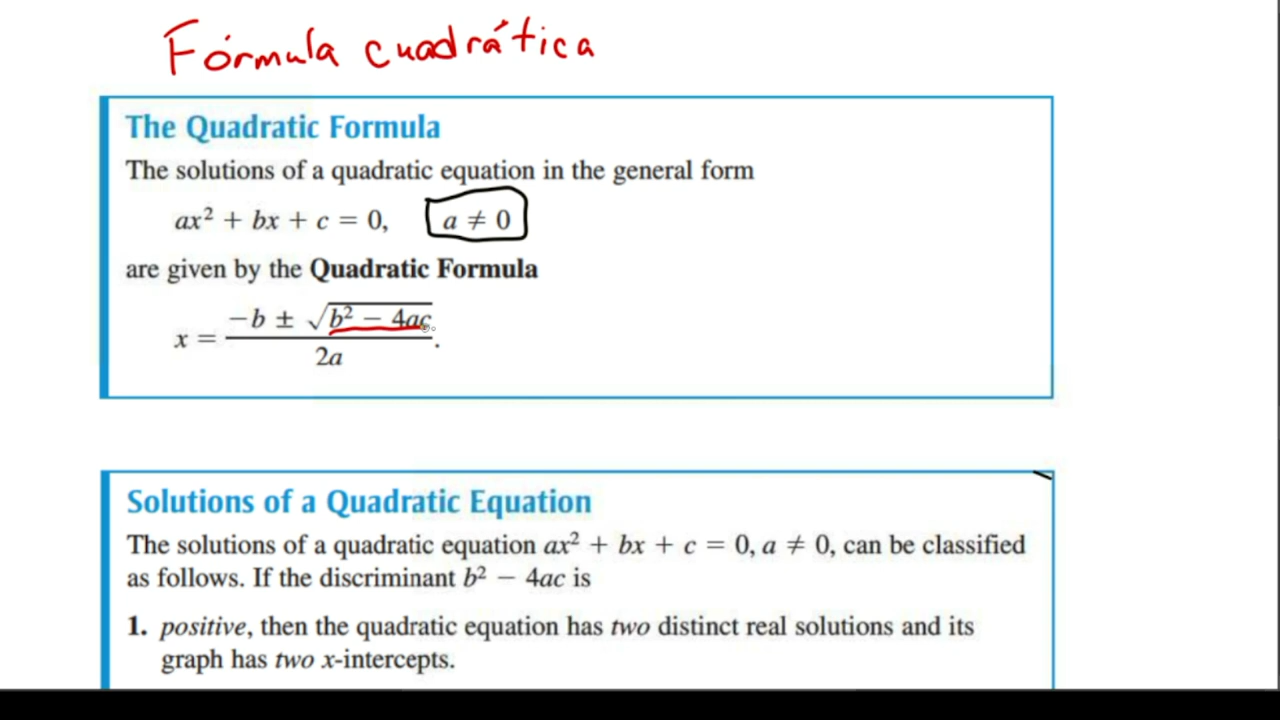 Fórmula cuadrática
The Quadratic Formula
The solutions of a quadratic equation in the general form
ax² + bx + c = 0, a ≠ 0
are given by the Quadratic Formula
x = (-b ± √(b² − 4ac)) / 2a.
Solutions of a Quadratic Equation
The solutions of a quadratic equation ax² + bx + c = 0, a ≠ 0, can be classified
as follows. If the discriminant b² − 4ac is
1. positive, then the quadratic equation has two distinct real solutions and its
graph has two x-intercepts.